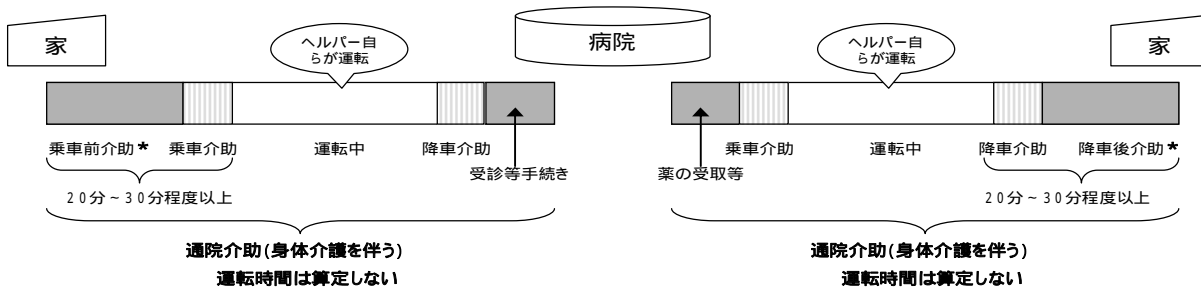 家
ヘルパー自
らが運転
病院
ヘルパー自
らが運転
家
乗車前介助* 乗車介助 運転中 降車介助
受診等手続き
20分~30分程度以上
通院介助(身体介護を伴う)
運転時間は算定しない
乗車介助 運転中 降車介助 降車後介助*
薬の受取等
20分~30分程度以上
通院介助(身体介護を伴う)
運転時間は算定しない